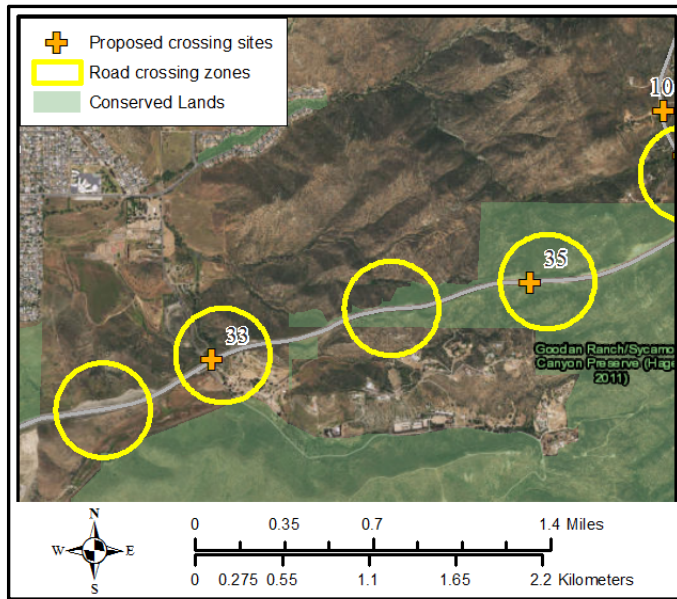 Proposed crossing sites
Road crossing zones
Conserved Lands
10
35
33
Goodan Ranch/Sycamo
Canyon Preserve (Hage
2011)
N
W E
S
0 0.35 0.7 1.4 Miles
0 0.275 0.55 1.1 1.65 2.2 Kilometers